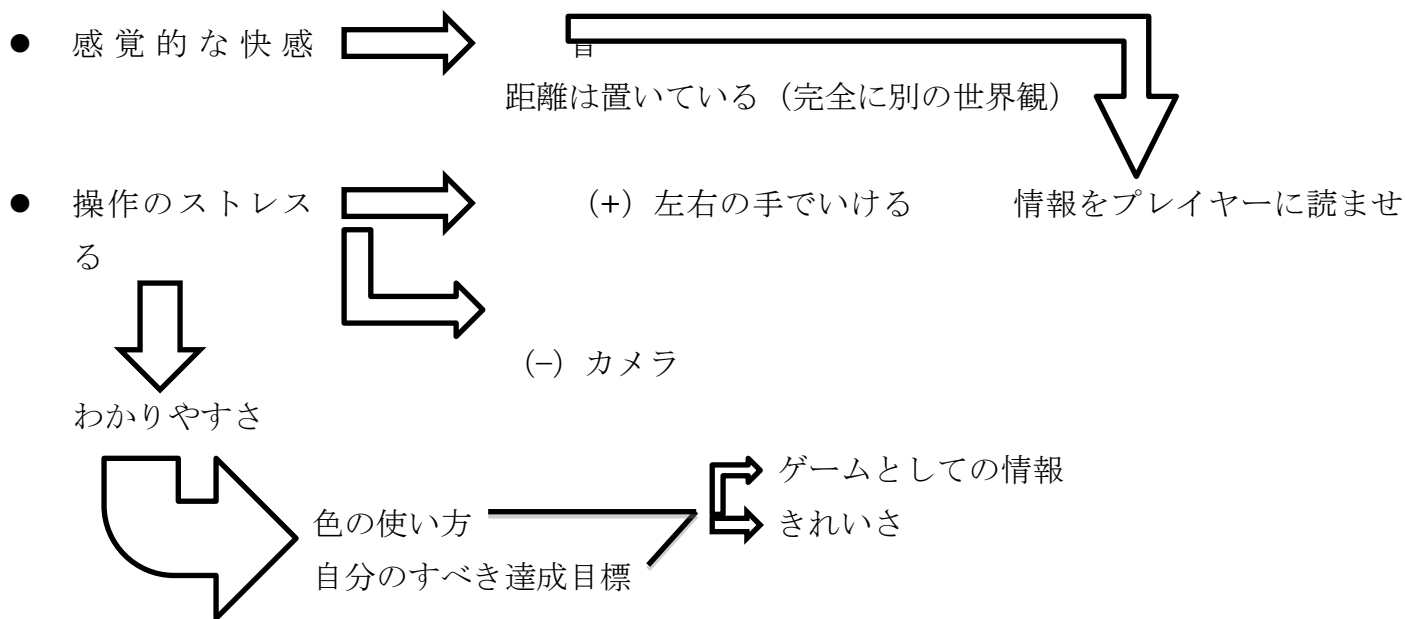 ● 感覚的な快感
距離は置いている（完全に別の世界観）
● 操作のストレス （+）左右の手でいける 情報をプレイヤーに読ませ
る
（−）カメラ
わかりやすさ
ゲームとしての情報
色の使い方 きれいさ
自分のすべき達成目標